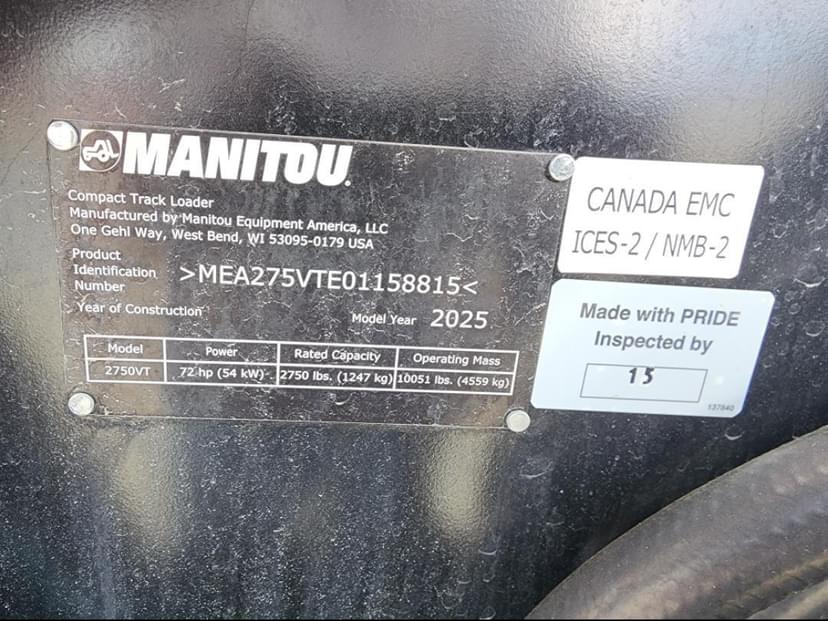 MANITOU
Compact Track Loader
Manufactured by Manitou Equipment America, LLC
One Gehl Way, West Bend, WI 53095-0179 USA
Product
Identification
Number
>MEA275VTE01158815<
Year of Construction
Model Year 2025
Model Power Rated Capacity Operating Mass
2750VT 72 hp (54 kW) 2750 lbs. (1247 kg) 10051 lbs. (4559 kg)
CANADA EMC
ICES-2 / NMB-2
Made with PRIDE
Inspected by
15
137840